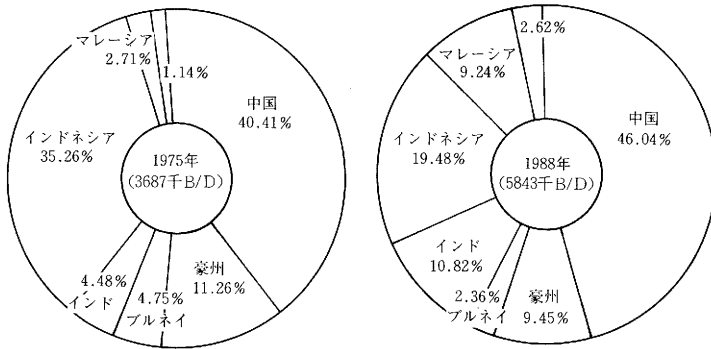 マレーシア
2.71%
1.14%
中国
40.41%
インドネシア
35.26%
1975年
(3687千B/D)
4.48%
インド
4.75%
ブルネイ
豪州
11.26%
2.62%
マレーシア
9.24%
中国
46.04%
インドネシア
19.48%
1988年
(5843千B/D)
インド
10.82%
2.36%
ブルネイ
豪州
9.45%